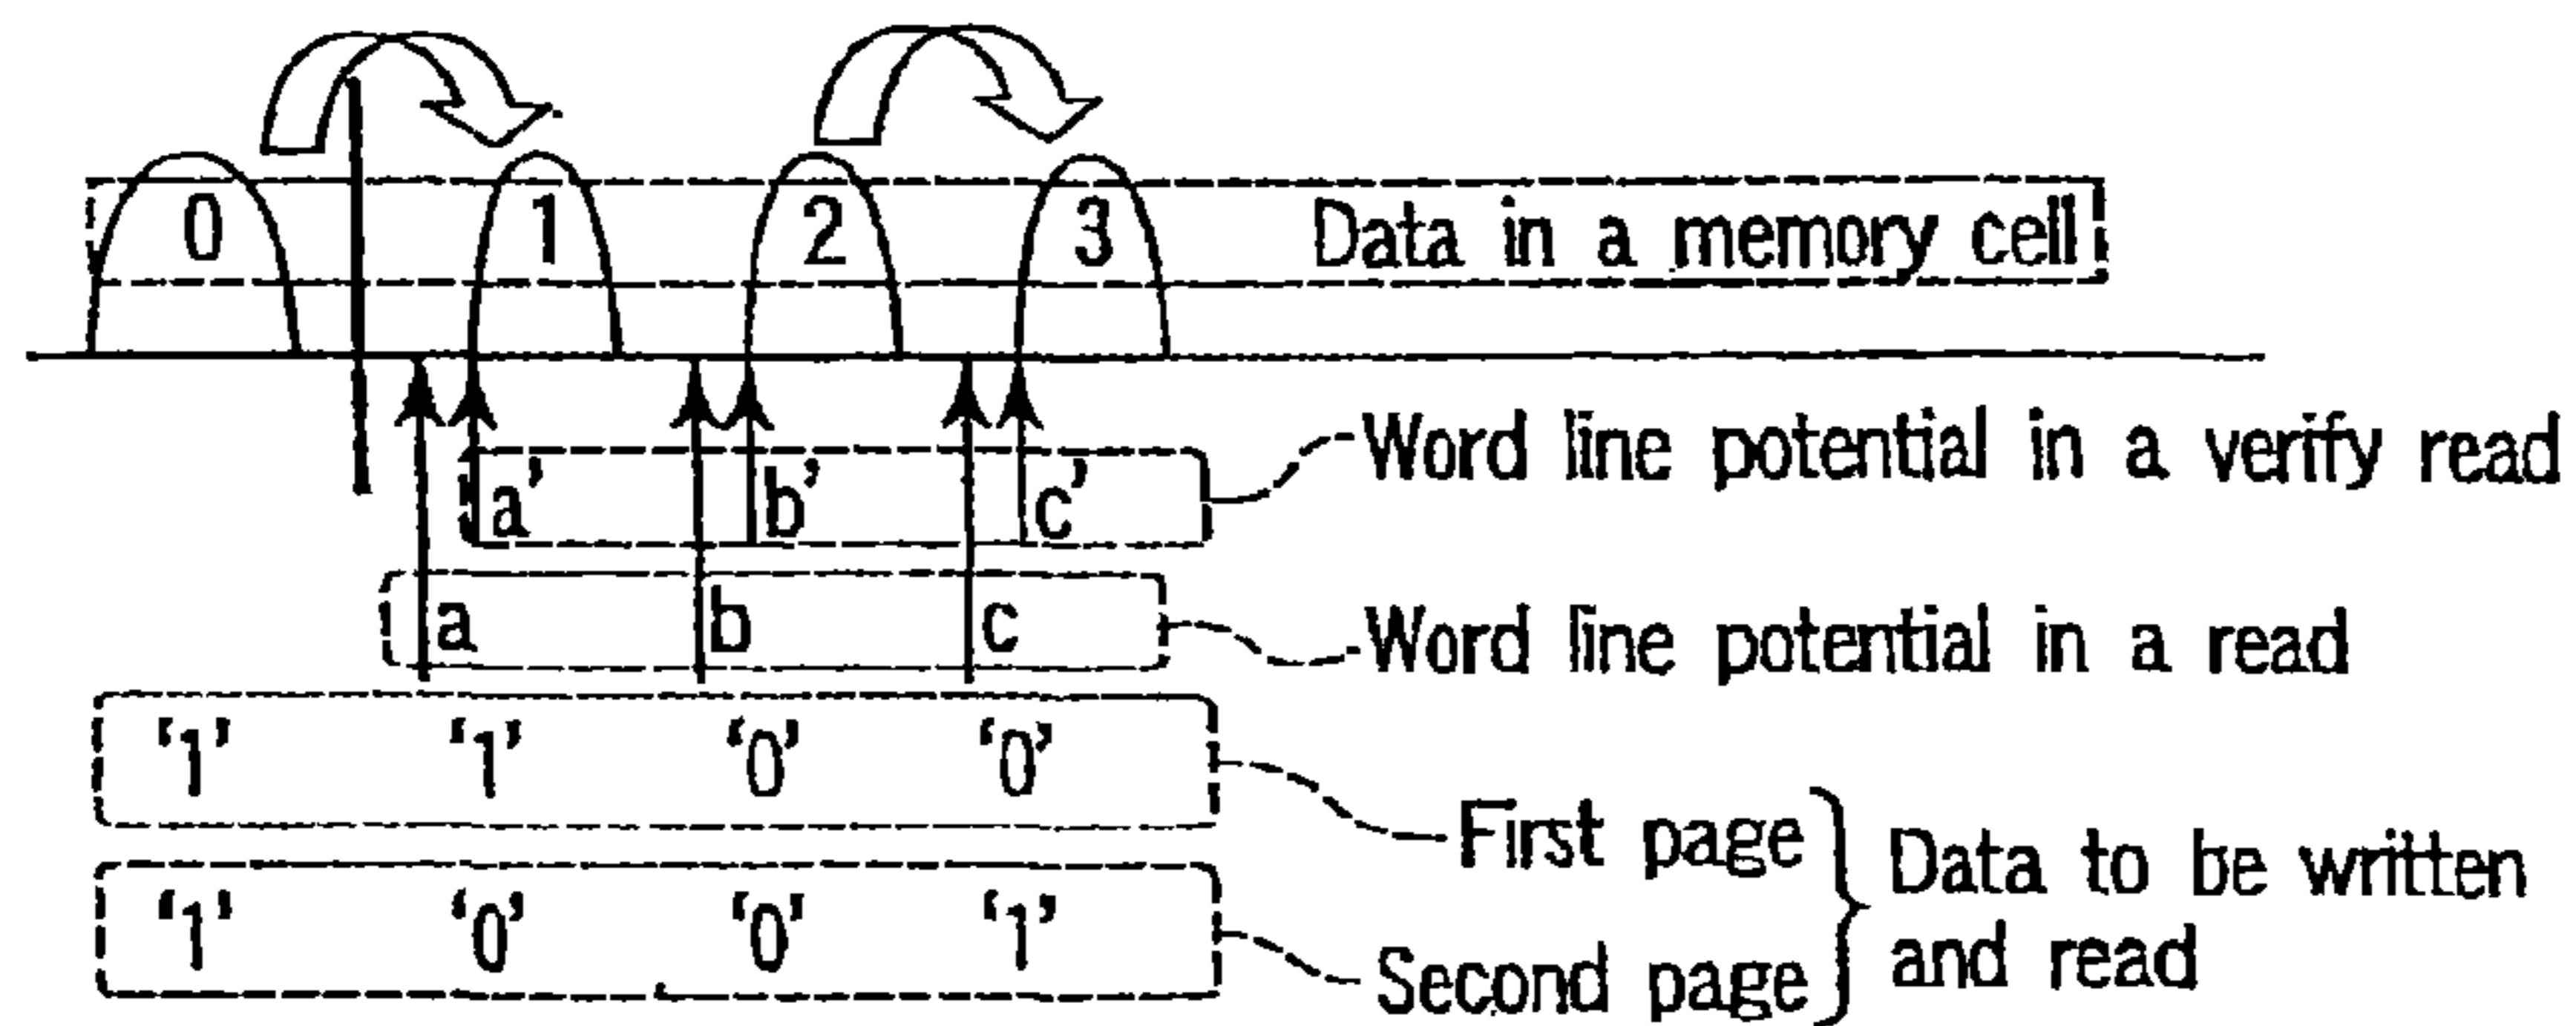 0 1 2 3 Data in a memory cell
a' b' c' Word line potential in a verify read
a b c Word line potential in a read
‘1’ ‘1’ ‘0’ ‘0’ First page
‘1’ ‘0’ ‘0’ ‘1’ Second page
Data to be written
and read